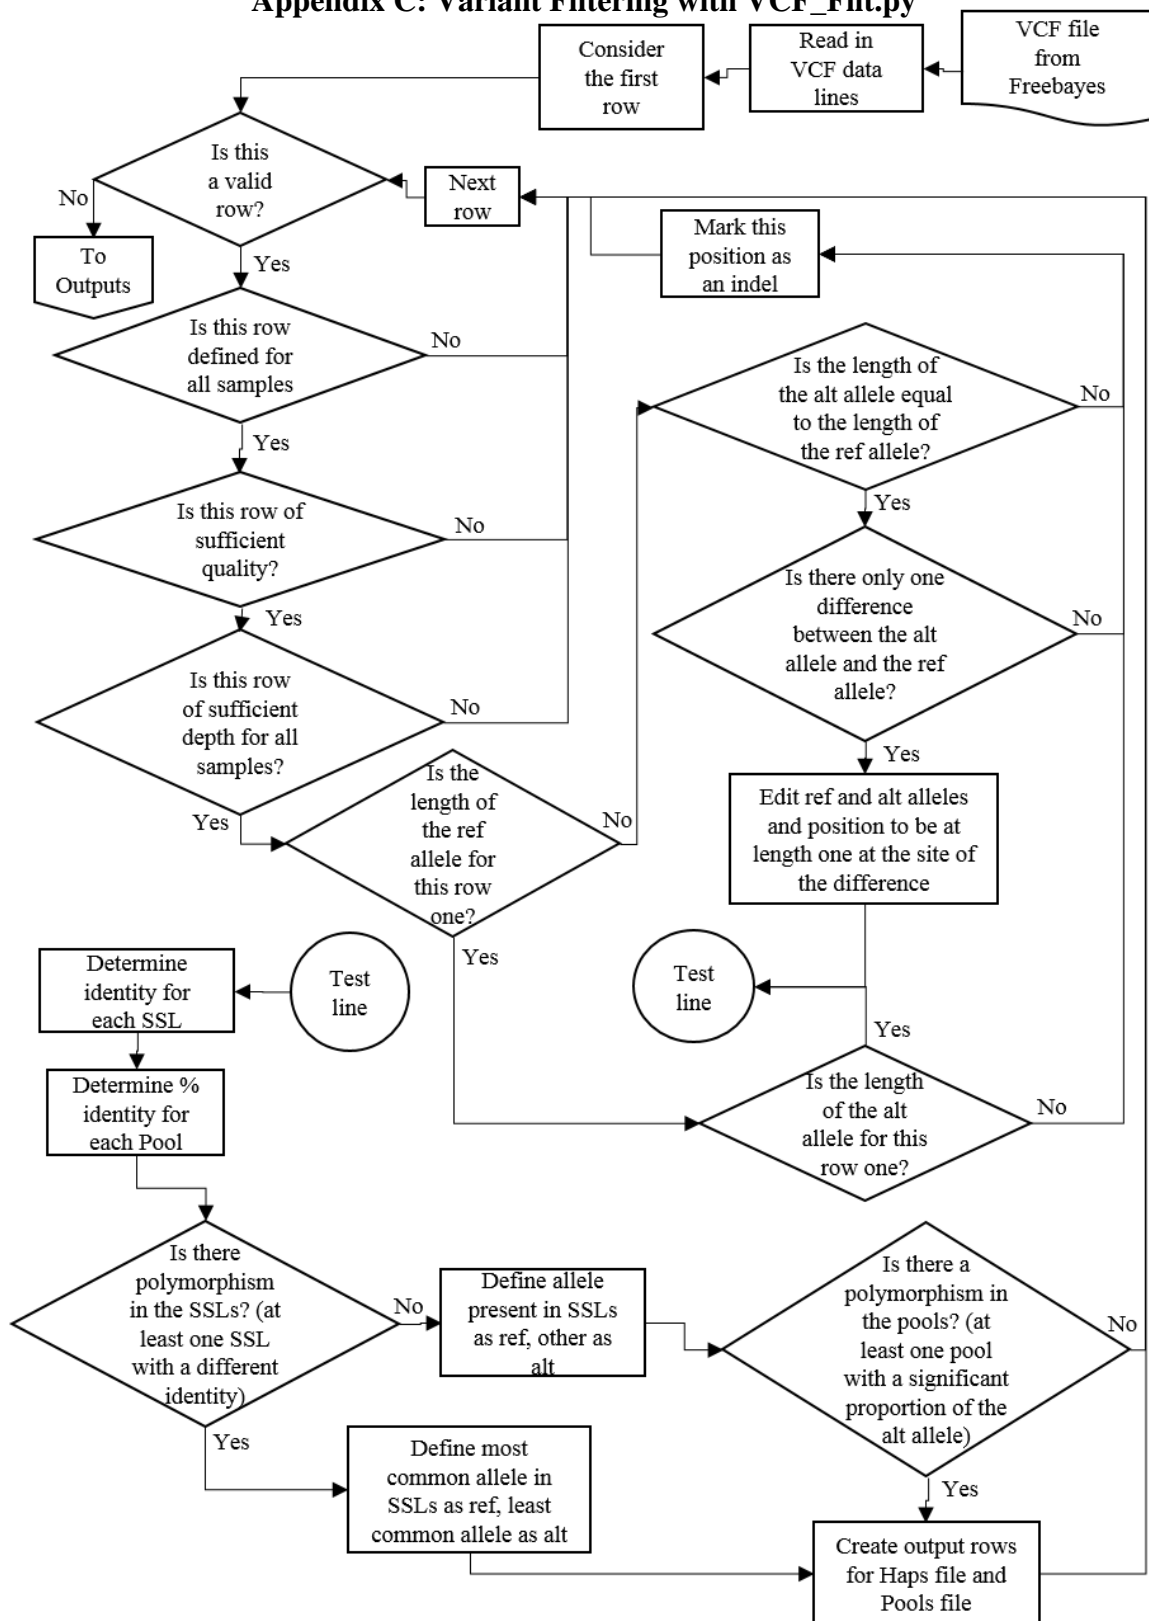 Appendix C: Variant Filtering with VCF_Filt.py
Consider
the first
row
Read in
VCF data
lines
VCF file
from
Freebayes
Is this
a valid
row?
No
Next
row
To
Outputs
Yes
Mark this
position as
an indel
Is this row
defined for
all samples
No
Yes
Is the length of
the alt allele equal
to the length of
the ref allele?
No
Yes
Is this row of
sufficient
quality?
No
Yes
Is there only one
difference
between the alt
allele and the ref
allele?
No
Yes
Is this row
of sufficient
depth for all
samples?
No
Yes
Is the
length of
the ref
allele for
this row
one?
No
Yes
Edit ref and alt alleles
and position to be at
length one at the site of
the difference
Test
line
Yes
Is the length
of the alt
allele for this
row one?
No
Test
line
Determine
identity for
each SSL
Determine %
identity for
each Pool
Is there
polymorphism
in the SSLs? (at
least one SSL
with a different
identity)
No
Yes
Define allele
present in SSLs
as ref, other as
alt
Is there a
polymorphism in
the pools? (at
least one pool
with a significant
proportion of the
alt allele)
No
Yes
Define most
common allele in
SSLs as ref, least
common allele as alt
Create output rows
for Haps file and
Pools file